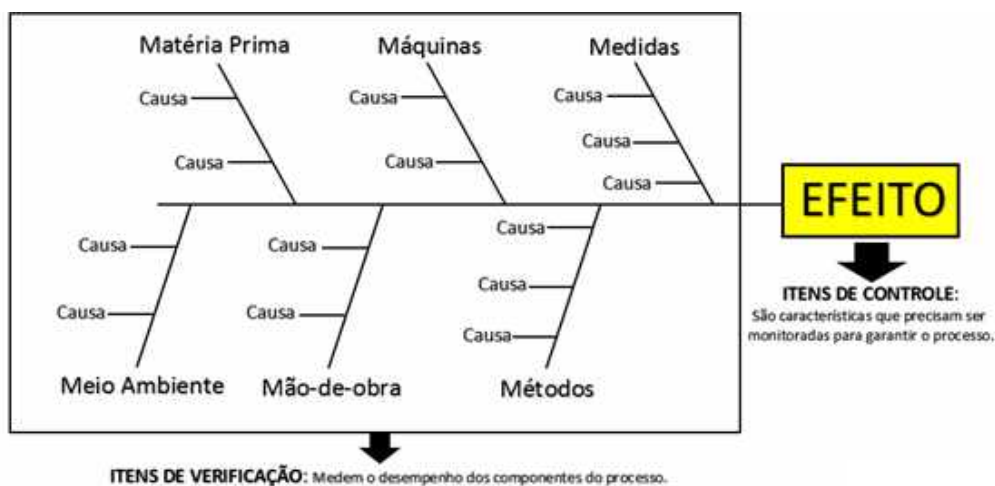 Matéria Prima
Máquinas
Medidas
Causa
Causa
Causa
Causa
Causa
Causa
Causa
EFEITO
Causa
Causa
Causa
Causa
Causa
Causa
Causa
Meio Ambiente
Mão-de-obra
Métodos
ITENS DE CONTROLE:
São características que precisam ser
monitoradas para garantir o processo.
ITENS DE VERIFICAÇÃO: Medem o desempenho dos componentes do processo.